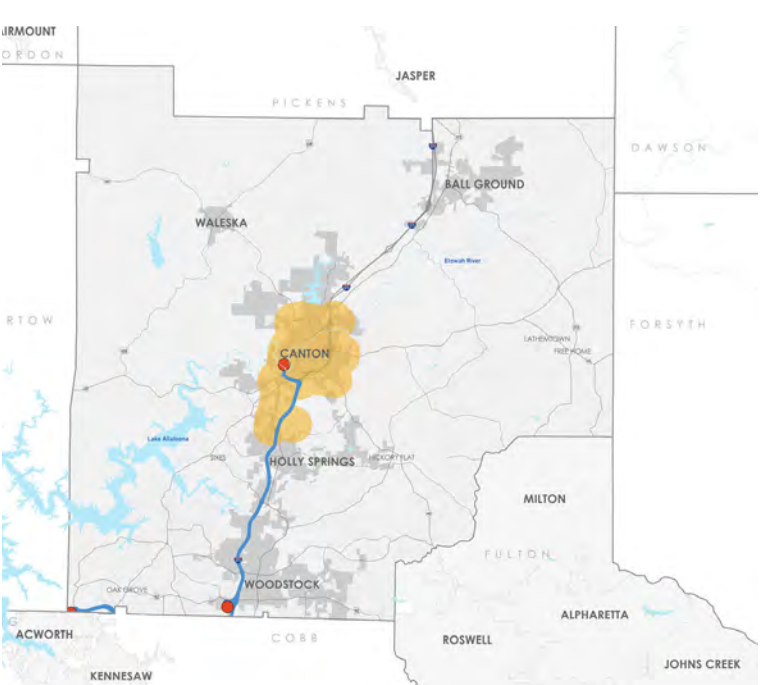 AIRMOUNT
ORDON
JASPER
PICKENS
DAWSON
BALL GROUND
WALESKA
Etowah River
RTOW
FORSYTH
LATHEMTOWN
FREE HOME
CANTON
Lake Allatoona
SIXES
HOLLY SPRINGS
HICKORY FLAT
MILTON
FULTON
WOODSTOCK
OAK GROVE
G
ACWORTH
COBB
ALPHARETTA
ROSWELL
JOHNS CREEK
KENNESAW